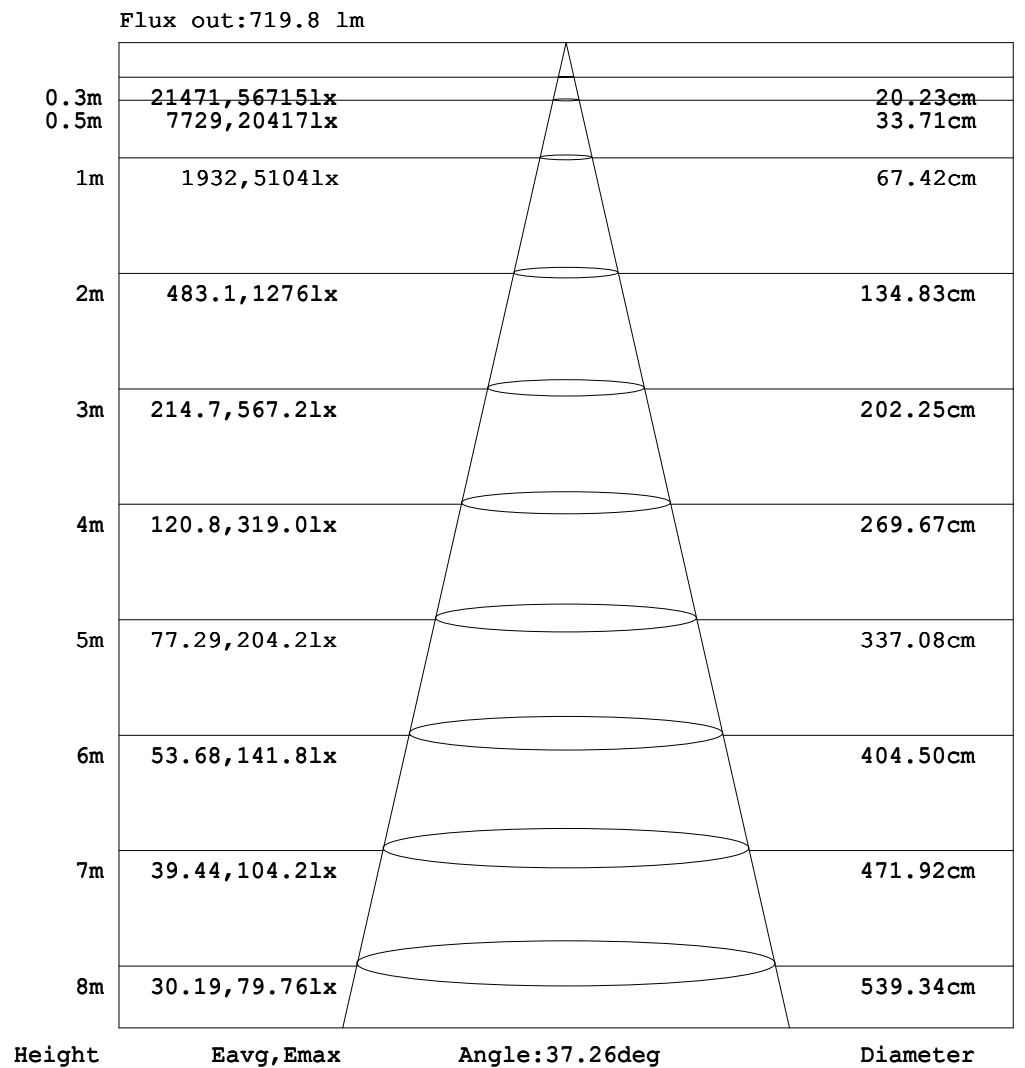 Flux out:719.8 lm
0.3m 21471,56715lx 20.23cm
0.5m 7729,20417lx 33.71cm
1m 1932,5104lx 67.42cm
2m 483.1,1276lx 134.83cm
3m 214.7,567.2lx 202.25cm
4m 120.8,319.0lx 269.67cm
5m 77.29,204.2lx 337.08cm
6m 53.68,141.8lx 404.50cm
7m 39.44,104.2lx 471.92cm
8m 30.19,79.76lx 539.34cm
Height Eavg,Emax Angle:37.26deg Diameter